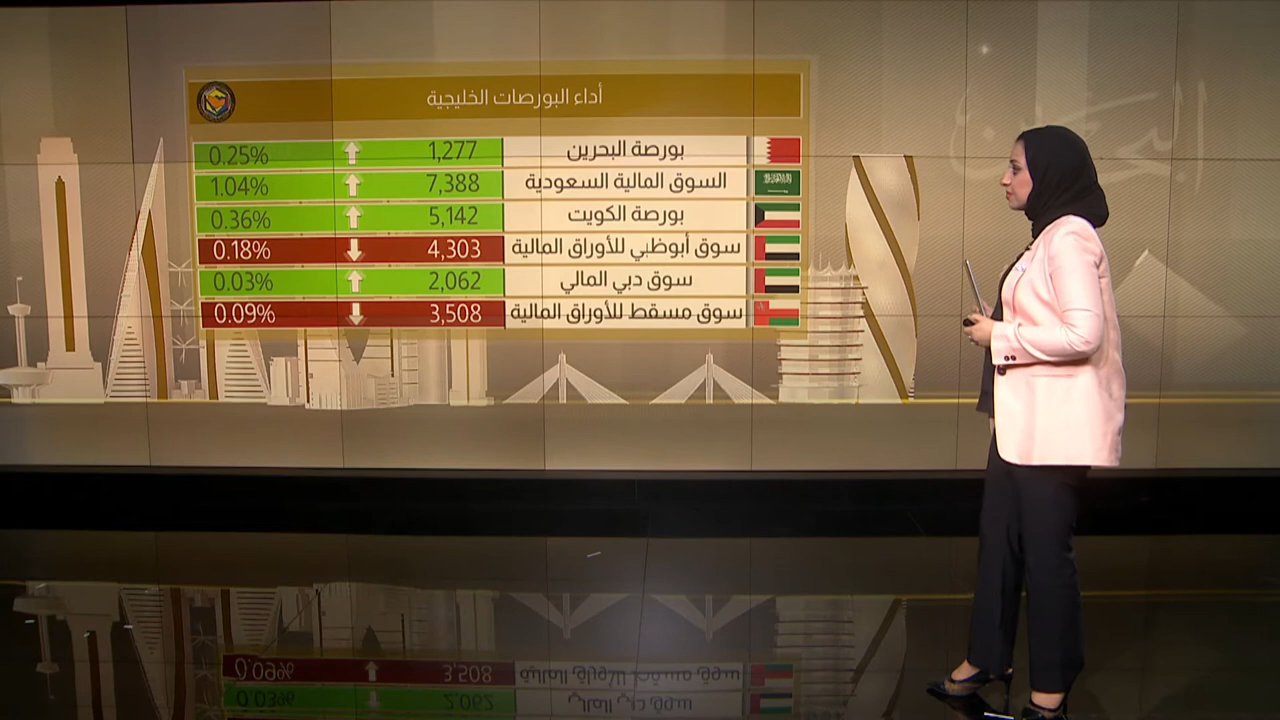 أداء البورصات الخليجية
بورصة البحرين 1,277 0.25%
السوق المالية السعودية 7,388 1.04%
بورصة الكويت 5,142 0.36%
سوق أبوظبي للأوراق المالية 4,303 0.18%
سوق دبي المالي 2,062 0.03%
سوق مسقط للأوراق المالية 3,508 0.09%